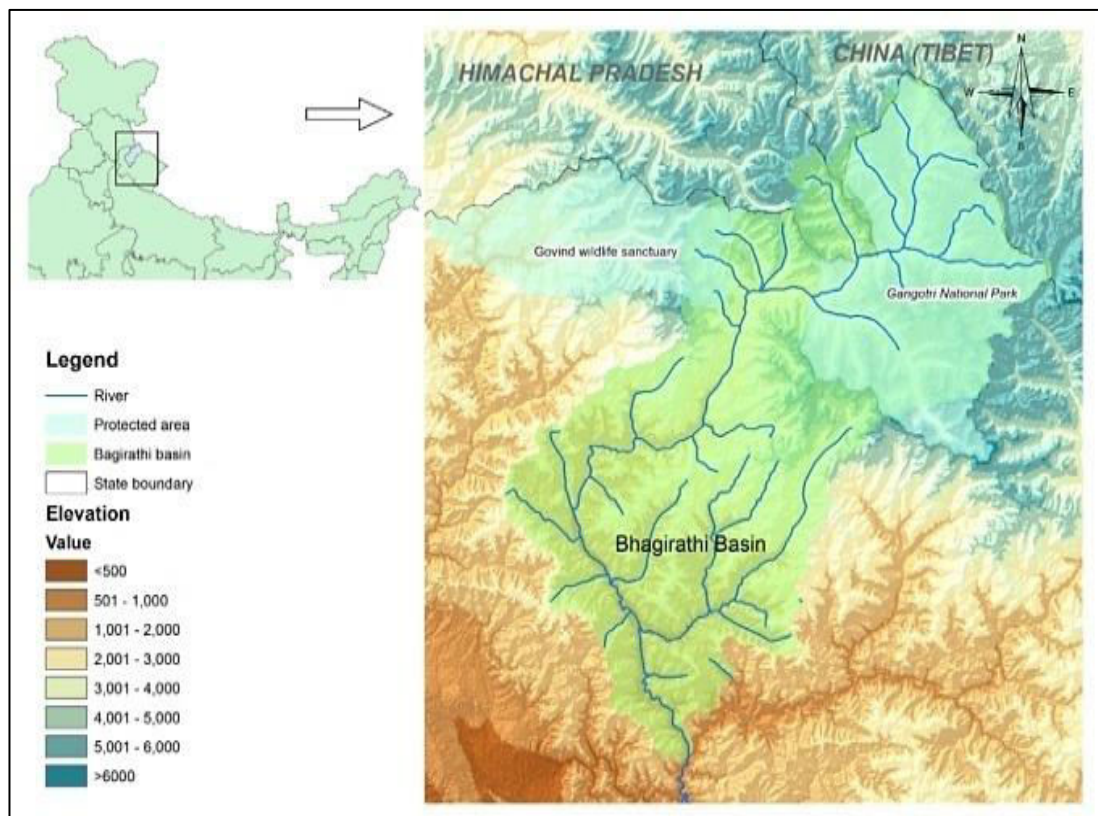 HIMACHAL PRADESH
CHINA (TIBET)
N
W
E
Govind wildlife sanctuary
Gangotri National Park
Bhagirathi Basin
Legend
River
Protected area
Bagirathi basin
State boundary
Elevation
Value
<500
501 - 1,000
1,001 - 2,000
2,001 - 3,000
3,001 - 4,000
4,001 - 5,000
5,001 - 6,000
>6000